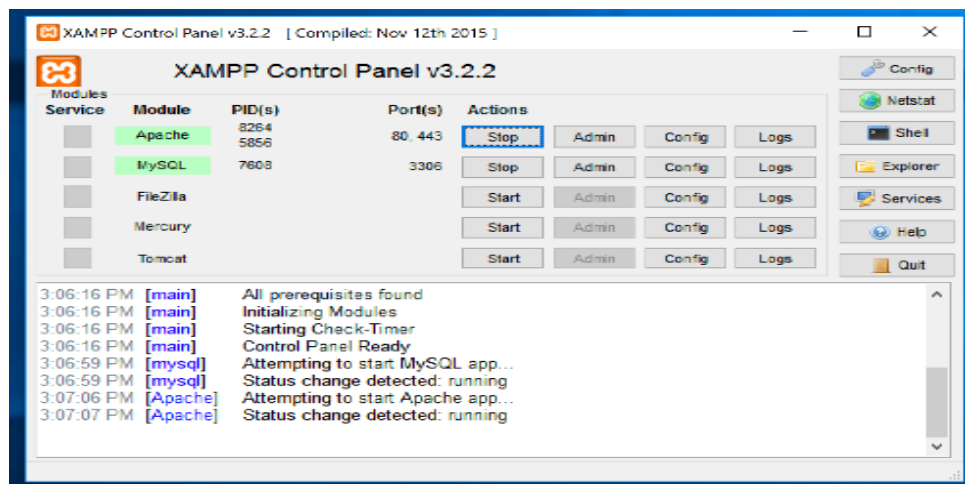 XAMPP Control Panel v3.2.2 [ Compiled: Nov 12th 2015 ]
XAMPP Control Panel v3.2.2
Config
Modules
Service Module PID(s) Port(s) Actions
Netstat
Apache 8264 5856 80, 443 Stop Admin Config Logs
Shell
MySQL 7608 3306 Stop Admin Config Logs
Explorer
FileZilla Start Admin Config Logs
Services
Mercury Start Admin Config Logs
Help
Tomcat Start Admin Config Logs
Quit
3:06:16 PM [main] All prerequisites found
3:06:16 PM [main] Initializing Modules
3:06:16 PM [main] Starting Check-Timer
3:06:16 PM [main] Control Panel Ready
3:06:59 PM [mysql] Attempting to start MySQL app...
3:06:59 PM [mysql] Status change detected: running
3:07:06 PM [Apache] Attempting to start Apache app...
3:07:07 PM [Apache] Status change detected: running